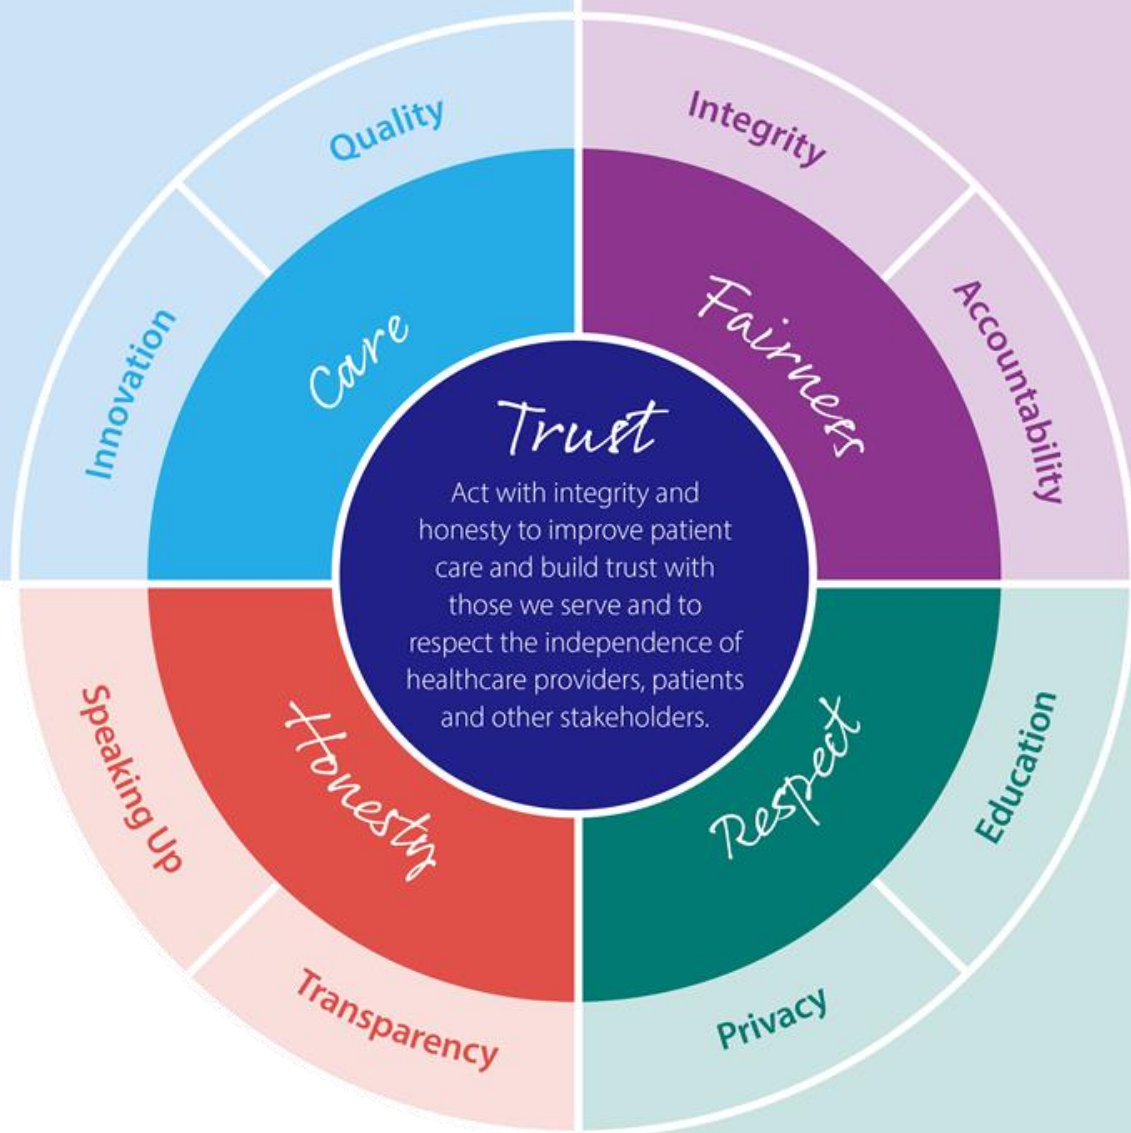 Quality
Integrity
Innovation
Care
Fairness
Accountability
Trust
Act with integrity and
honesty to improve patient
care and build trust with
those we serve and to
respect the independence of
healthcare providers, patients
and other stakeholders.
Speaking Up
Honesty
Respect
Education
Transparency
Privacy